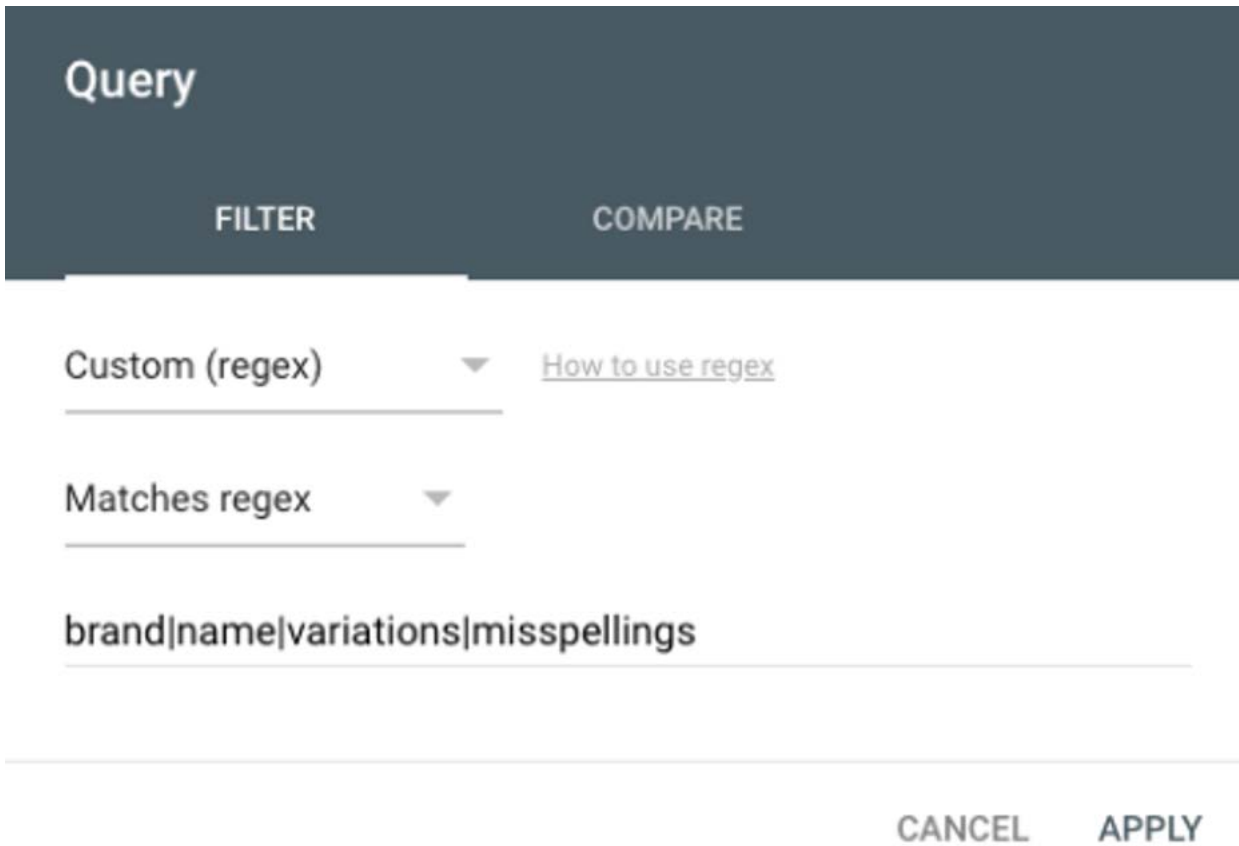 Query
FILTER COMPARE
Custom (regex) How to use regex
Matches regex
brand|name|variations|misspellings
CANCEL APPLY